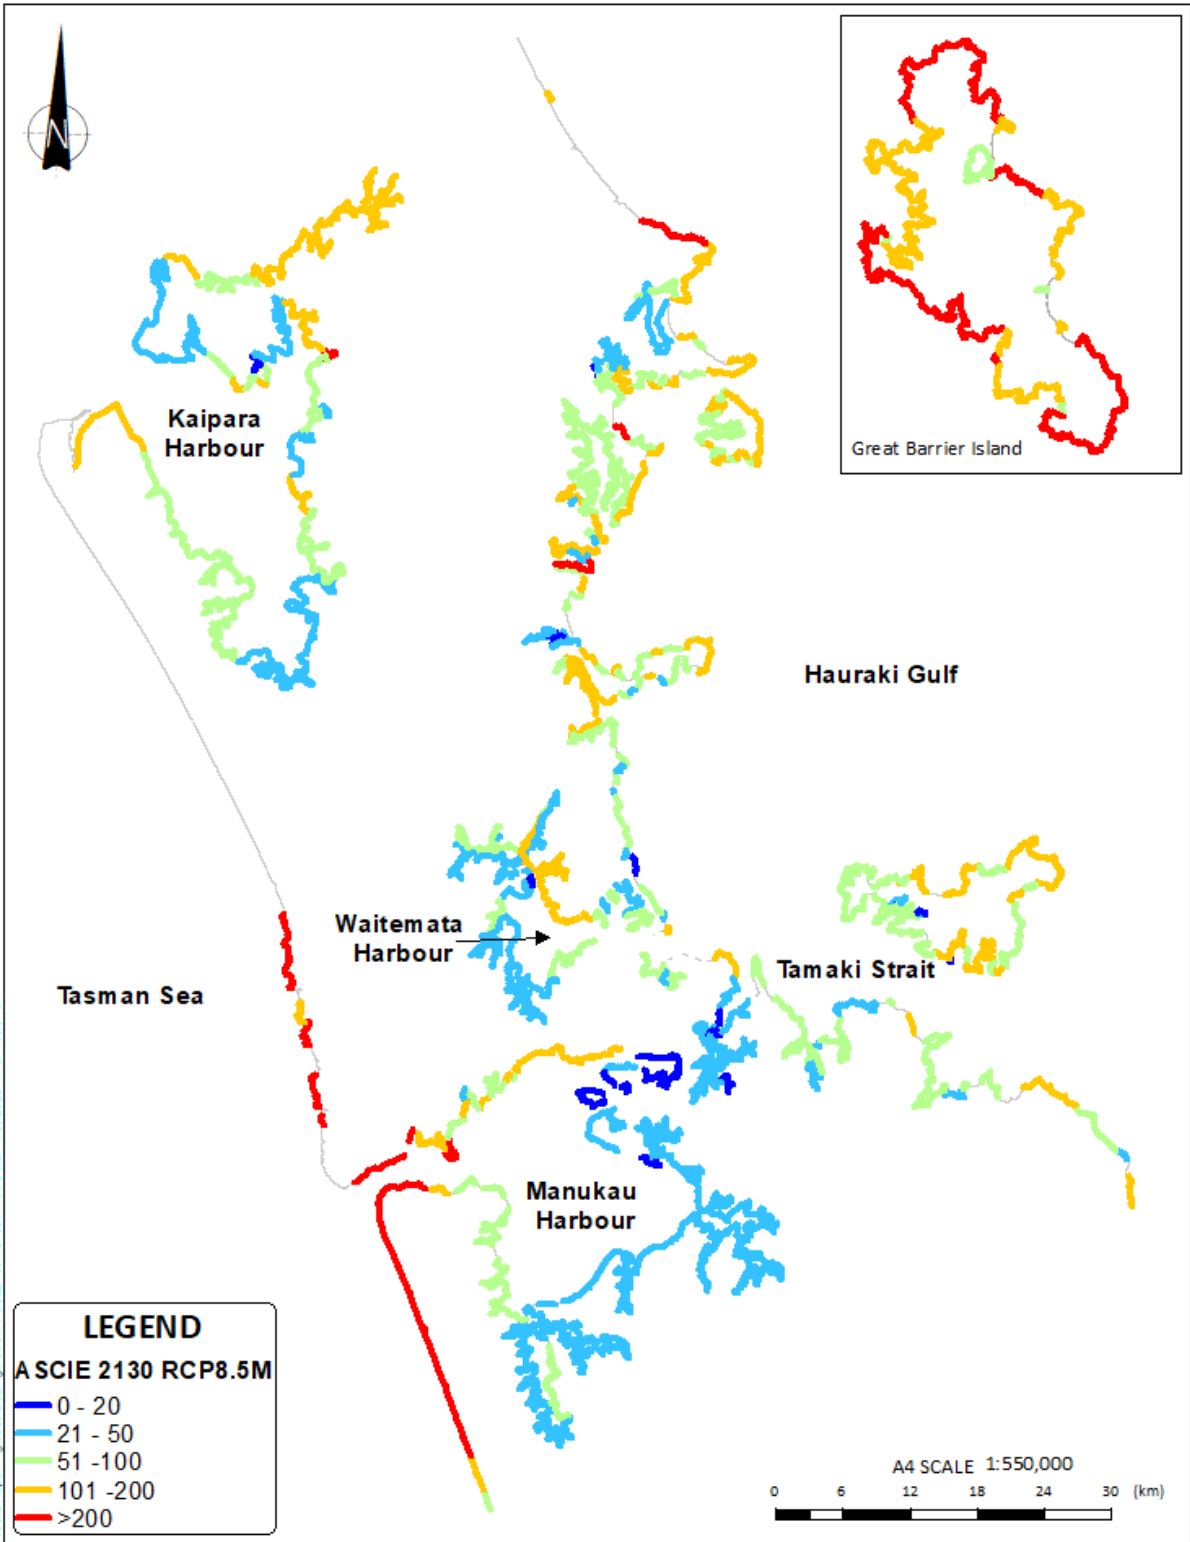 N
Great Barrier Island
Kaipara
Harbour
Hauraki Gulf
Waitemata
Harbour
Tamaki Strait
Tasman Sea
Manukau
Harbour
LEGEND
ASCIE 2130 RCP8.5M
0 - 20
21 - 50
51 -100
101 -200
>200
A4 SCALE 1:550,000
0 6 12 18 24 30 (km)